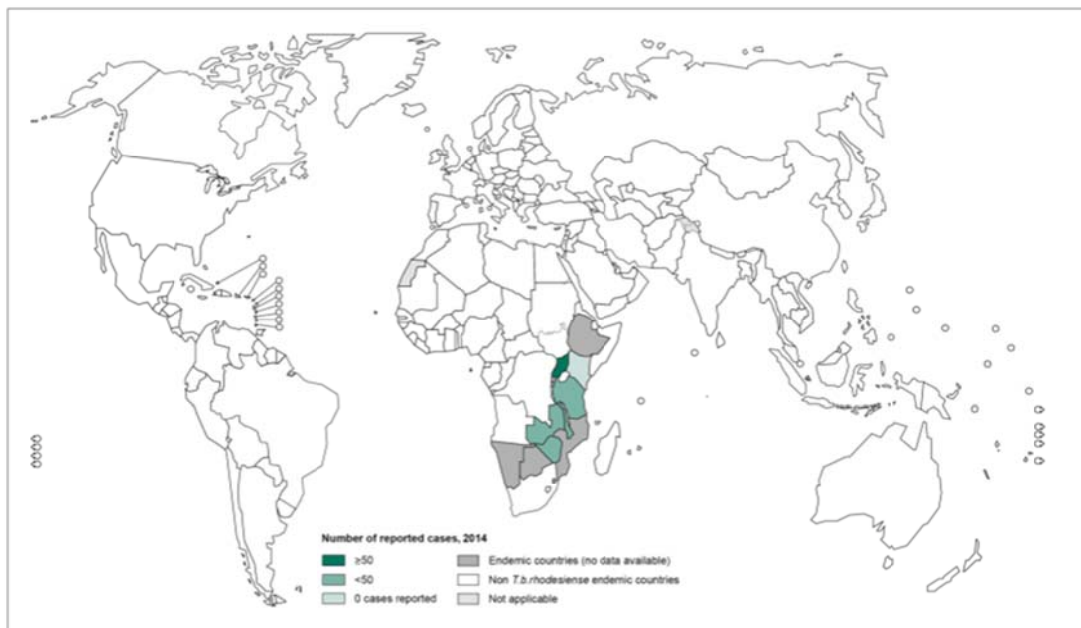 Number of reported cases, 2014
≥50
<50
0 cases reported
Endemic countries (no data available)
Non T.b.rhodesiense endemic countries
Not applicable